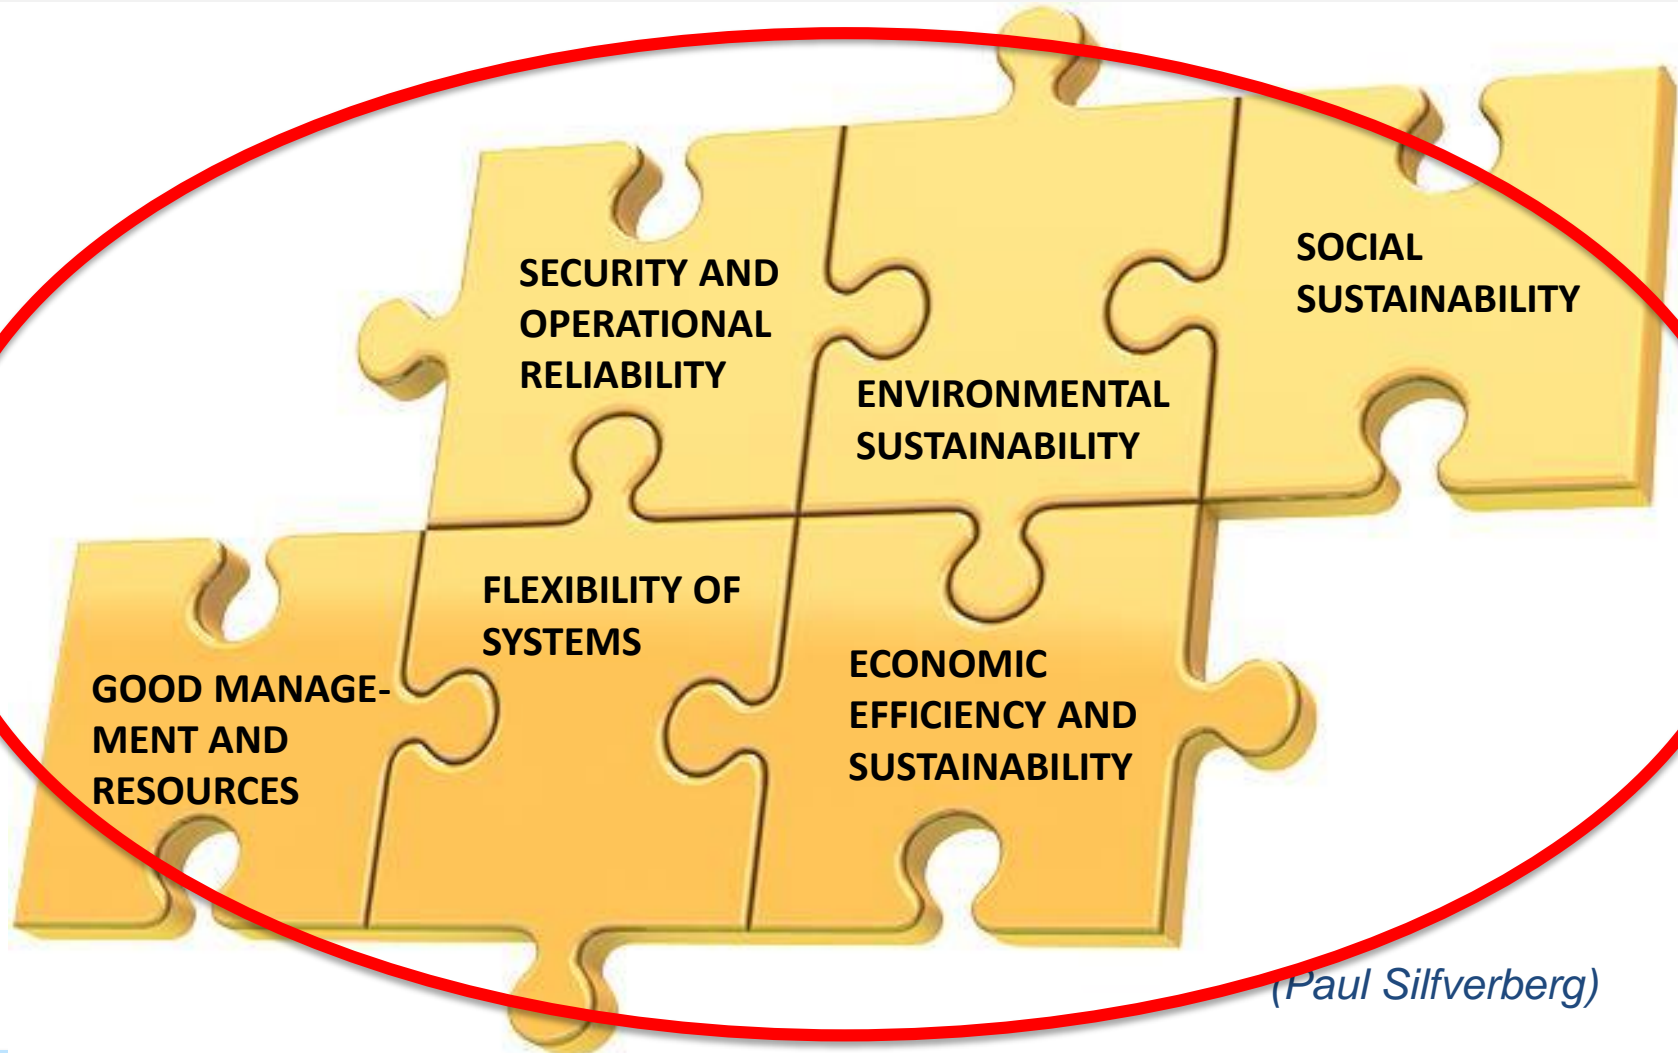 SECURITY AND
OPERATIONAL
RELIABILITY
ENVIRONMENTAL
SUSTAINABILITY
SOCIAL
SUSTAINABILITY
GOOD MANAGE-
MENT AND
RESOURCES
FLEXIBILITY OF
SYSTEMS
ECONOMIC
EFFICIENCY AND
SUSTAINABILITY
(Paul Silfverberg)